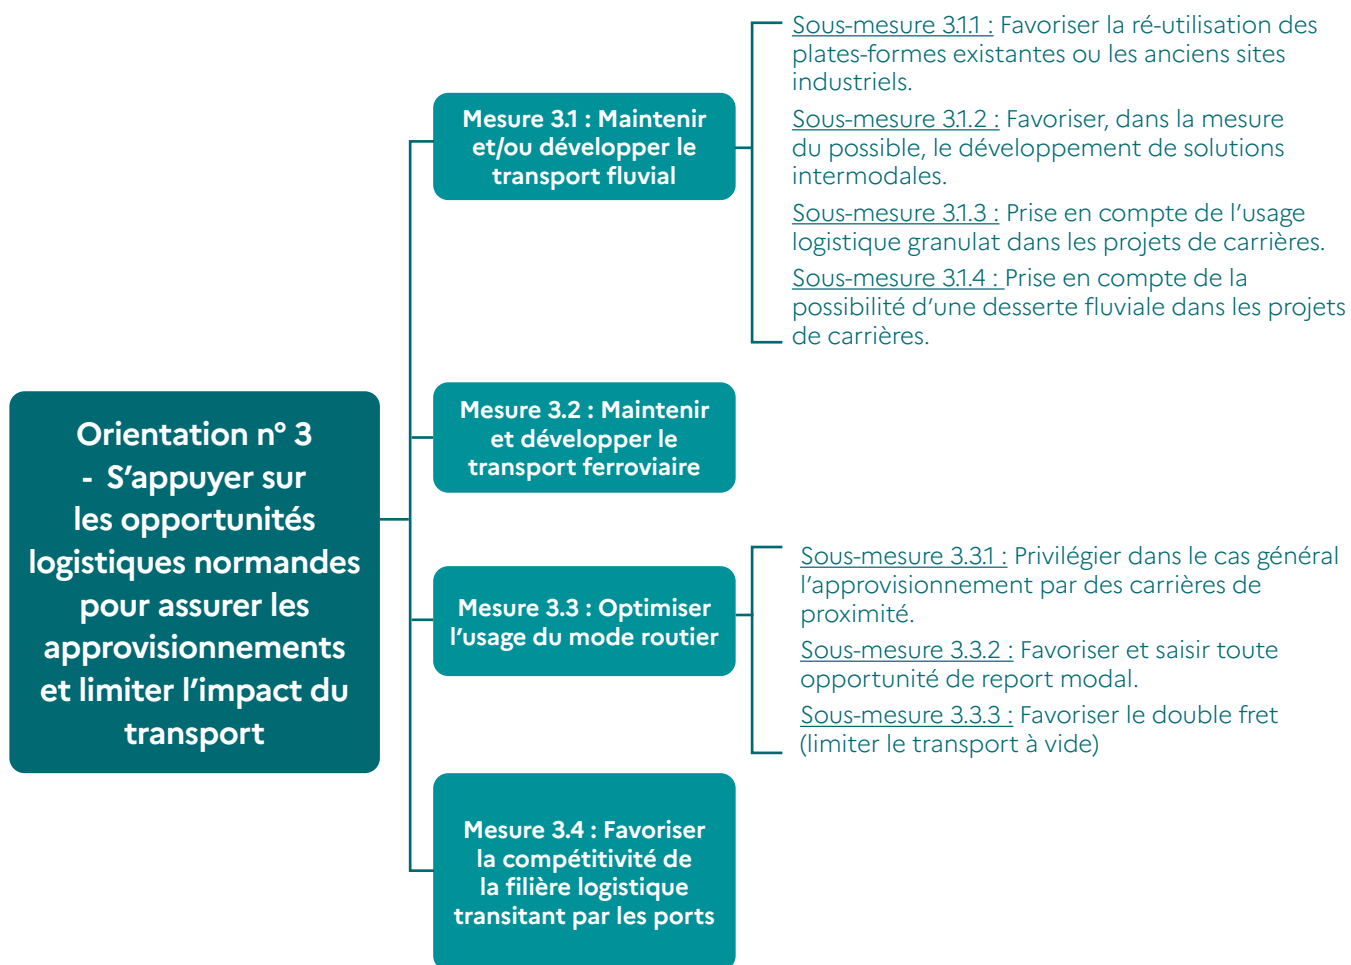 Orientation n° 3
- S’appuyer sur
les opportunités
logistiques normandes
pour assurer les
approvisionnements
et limiter l’impact du
transport
Mesure 3.1 : Maintenir
et/ou développer le
transport fluvial
Sous-mesure 3.1.1 : Favoriser la ré-utilisation des
plates-formes existantes ou les anciens sites
industriels.
Sous-mesure 3.1.2 : Favoriser, dans la mesure
du possible, le développement de solutions
intermodales.
Sous-mesure 3.1.3 : Prise en compte de l’usage
logistique granulat dans les projets de carrières.
Sous-mesure 3.1.4 : Prise en compte de la
possibilité d’une desserte fluviale dans les projets
de carrières.
Mesure 3.2 : Maintenir
et développer le
transport ferroviaire
Mesure 3.3 : Optimiser
l’usage du mode routier
Sous-mesure 3.3.1 : Privilégier dans le cas général
l’approvisionnement par des carrières de
proximité.
Sous-mesure 3.3.2 : Favoriser et saisir toute
opportunité de report modal.
Sous-mesure 3.3.3 : Favoriser le double fret
(limiter le transport à vide)
Mesure 3.4 : Favoriser
la compétitivité de
la filière logistique
transitant par les ports